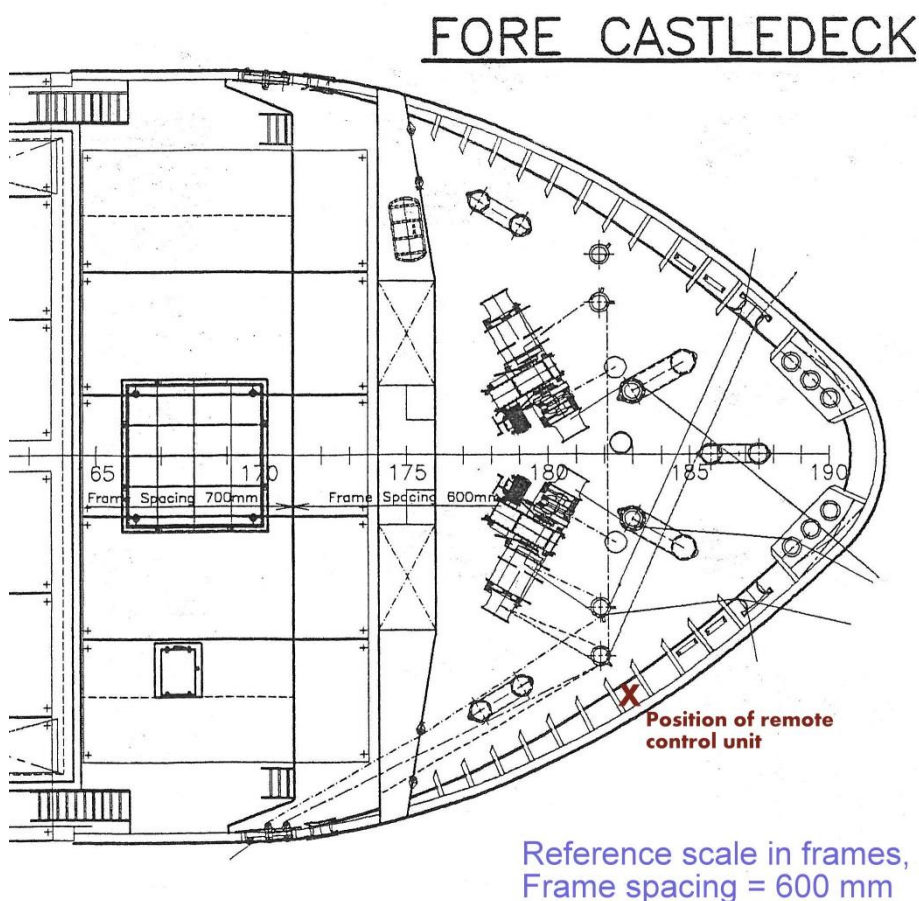 FORE CASTLEDECK
65 170 175 180 185 190
Frame Spacing 700mm Frame Spacing 600mm
X
Position of remote
control unit
Reference scale in frames,
Frame spacing = 600 mm